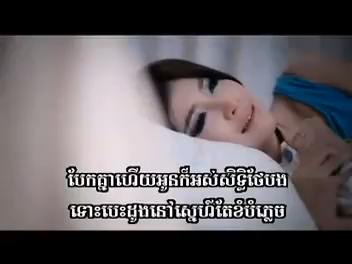 បែកគ្នាហើយអូនក៏អស់សិទ្ធិថែបង
ទោះបេះដូងនៅស្នេហ៍តែខំបំភ្លេច